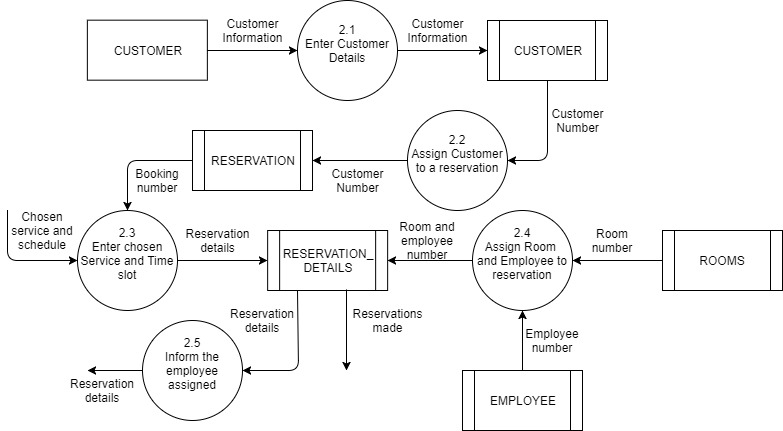 CUSTOMER
Customer
Information
2.1
Enter Customer
Details
Customer
Information
CUSTOMER
Customer
Number
2.2
Assign Customer
to a reservation
Customer
Number
RESERVATION
Booking
number
Chosen
service and
schedule
2.3
Enter chosen
Service and Time
slot
Reservation
details
RESERVATION_
DETAILS
Room and
employee
number
2.4
Assign Room
and Employee to
reservation
Room
number
ROOMS
Employee
number
EMPLOYEE
Reservation
details
Reservations
made
2.5
Inform the
employee
assigned
Reservation
details